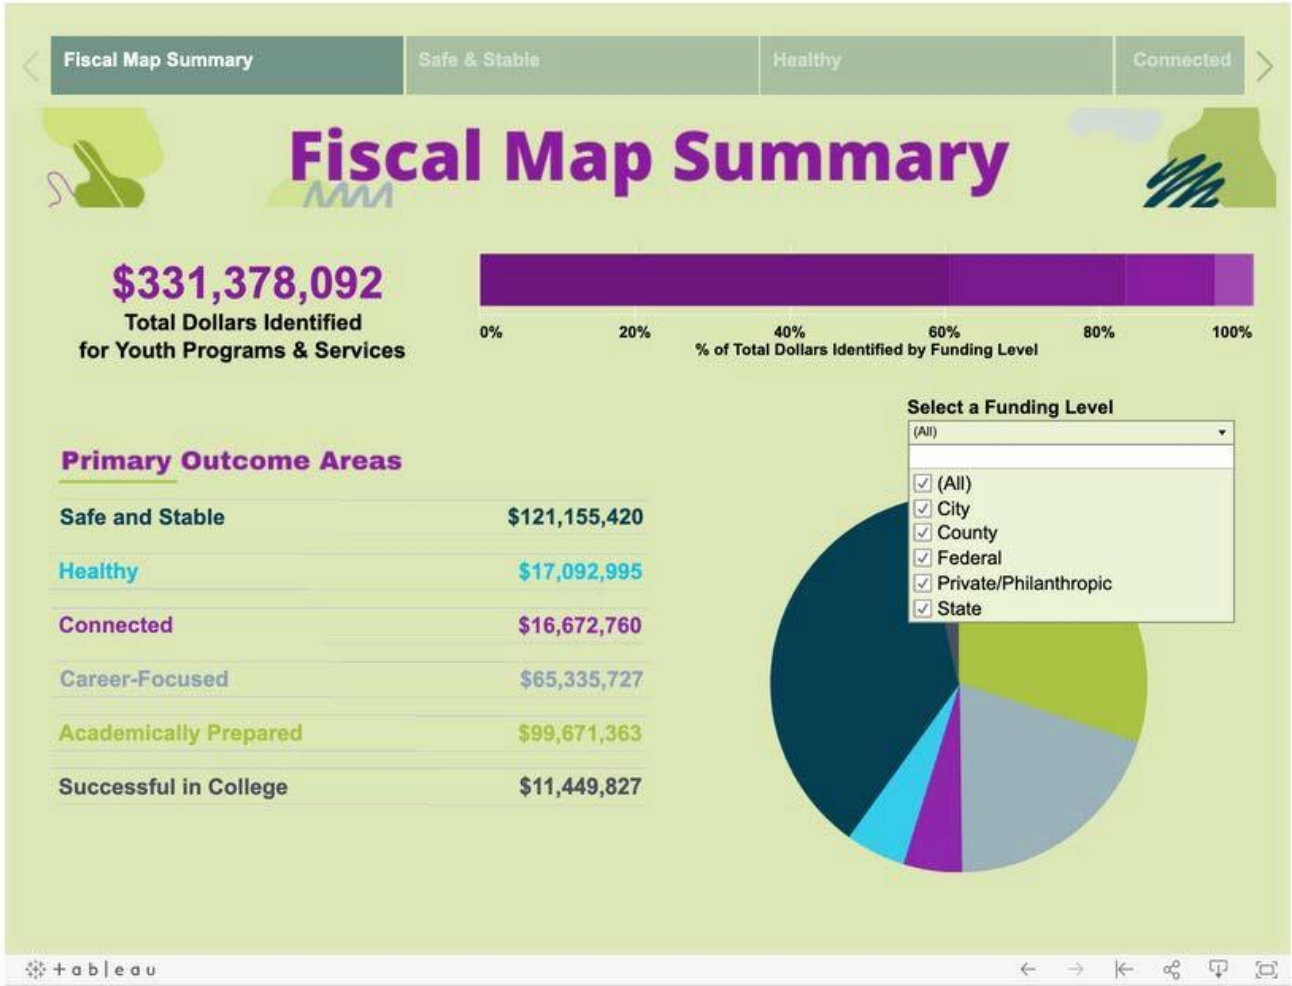 Fiscal Map Summary
Safe & Stable
Healthy
Connected
Fiscal Map Summary
$331,378,092
Total Dollars Identified
for Youth Programs & Services
0%
20%
40%
60%
80%
100%
% of Total Dollars Identified by Funding Level
Select a Funding Level
(All)
(All)
City
County
Federal
Private/Philanthropic
State
Primary Outcome Areas
Safe and Stable $121,155,420
Healthy $17,092,995
Connected $16,672,760
Career-Focused $65,335,727
Academically Prepared $99,671,363
Successful in College $11,449,827
+ableau